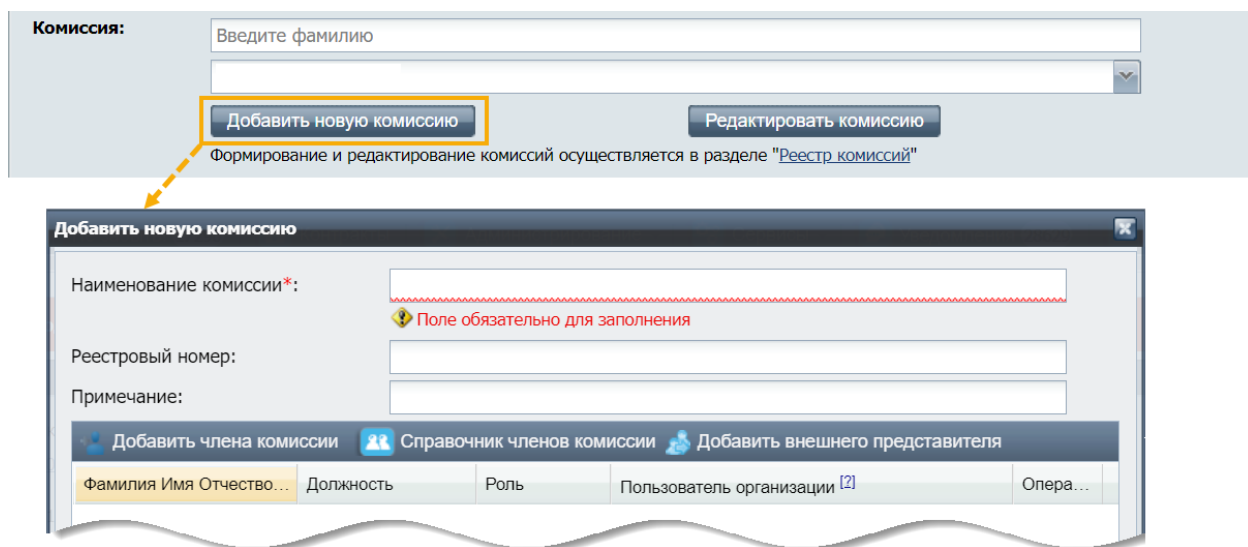 Комиссия:
Введите фамилию
Добавить новую комиссию Редактировать комиссию
Формирование и редактирование комиссий осуществляется в разделе "Реестр комиссий"
Добавить новую комиссию
Наименование комиссии*:
Поле обязательно для заполнения
Реестровый номер:
Примечание:
Добавить члена комиссии Справочник членов комиссии Добавить внешнего представителя
Фамилия Имя Отчество... Должность Роль Пользователь организации [?] Опера...